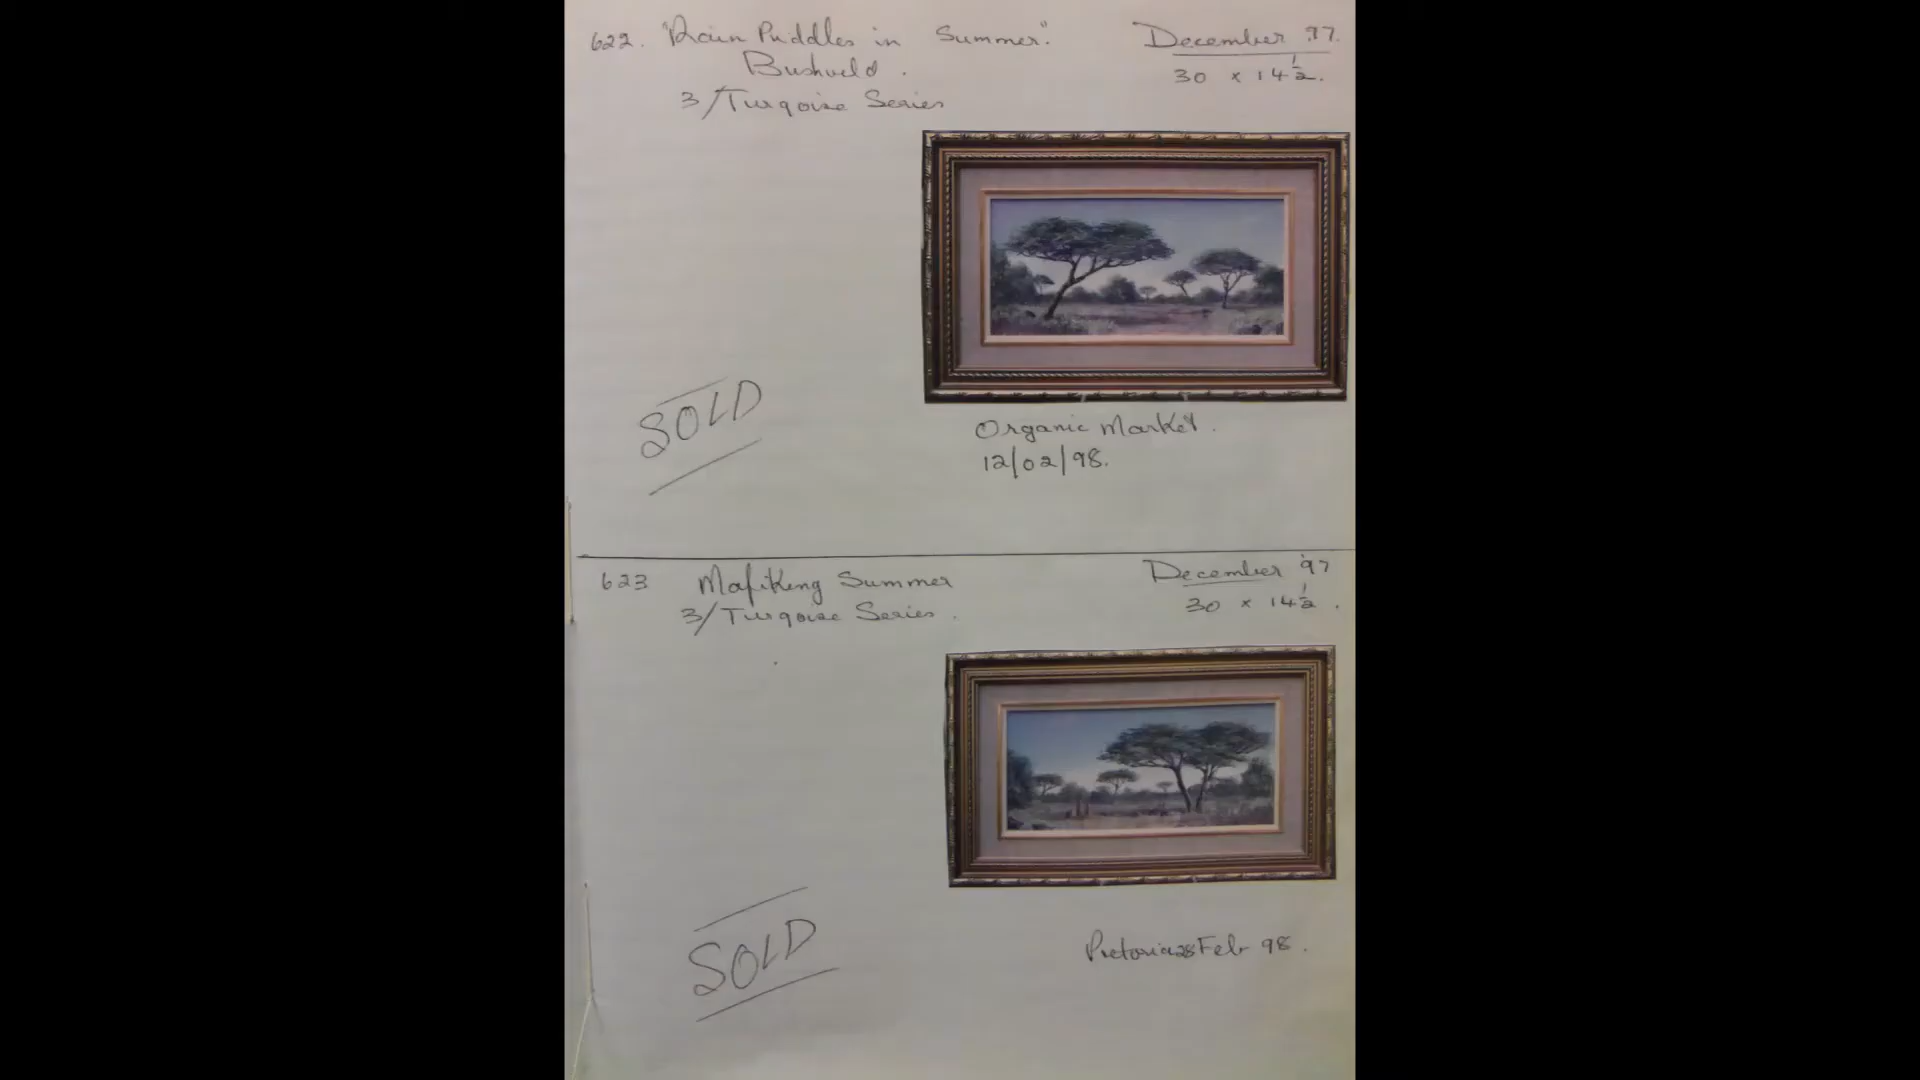 622. "Rain Puddles in Summer".
Bushveld.
3/Turqoise Series
December 97.
30 x 14½.
SOLD
Organic Market.
12/02/98.
623 Mafikeng Summer
3/Turqoise Series.
December 97
30 x 14½.
SOLD
Pretoria 28 Feb 98.